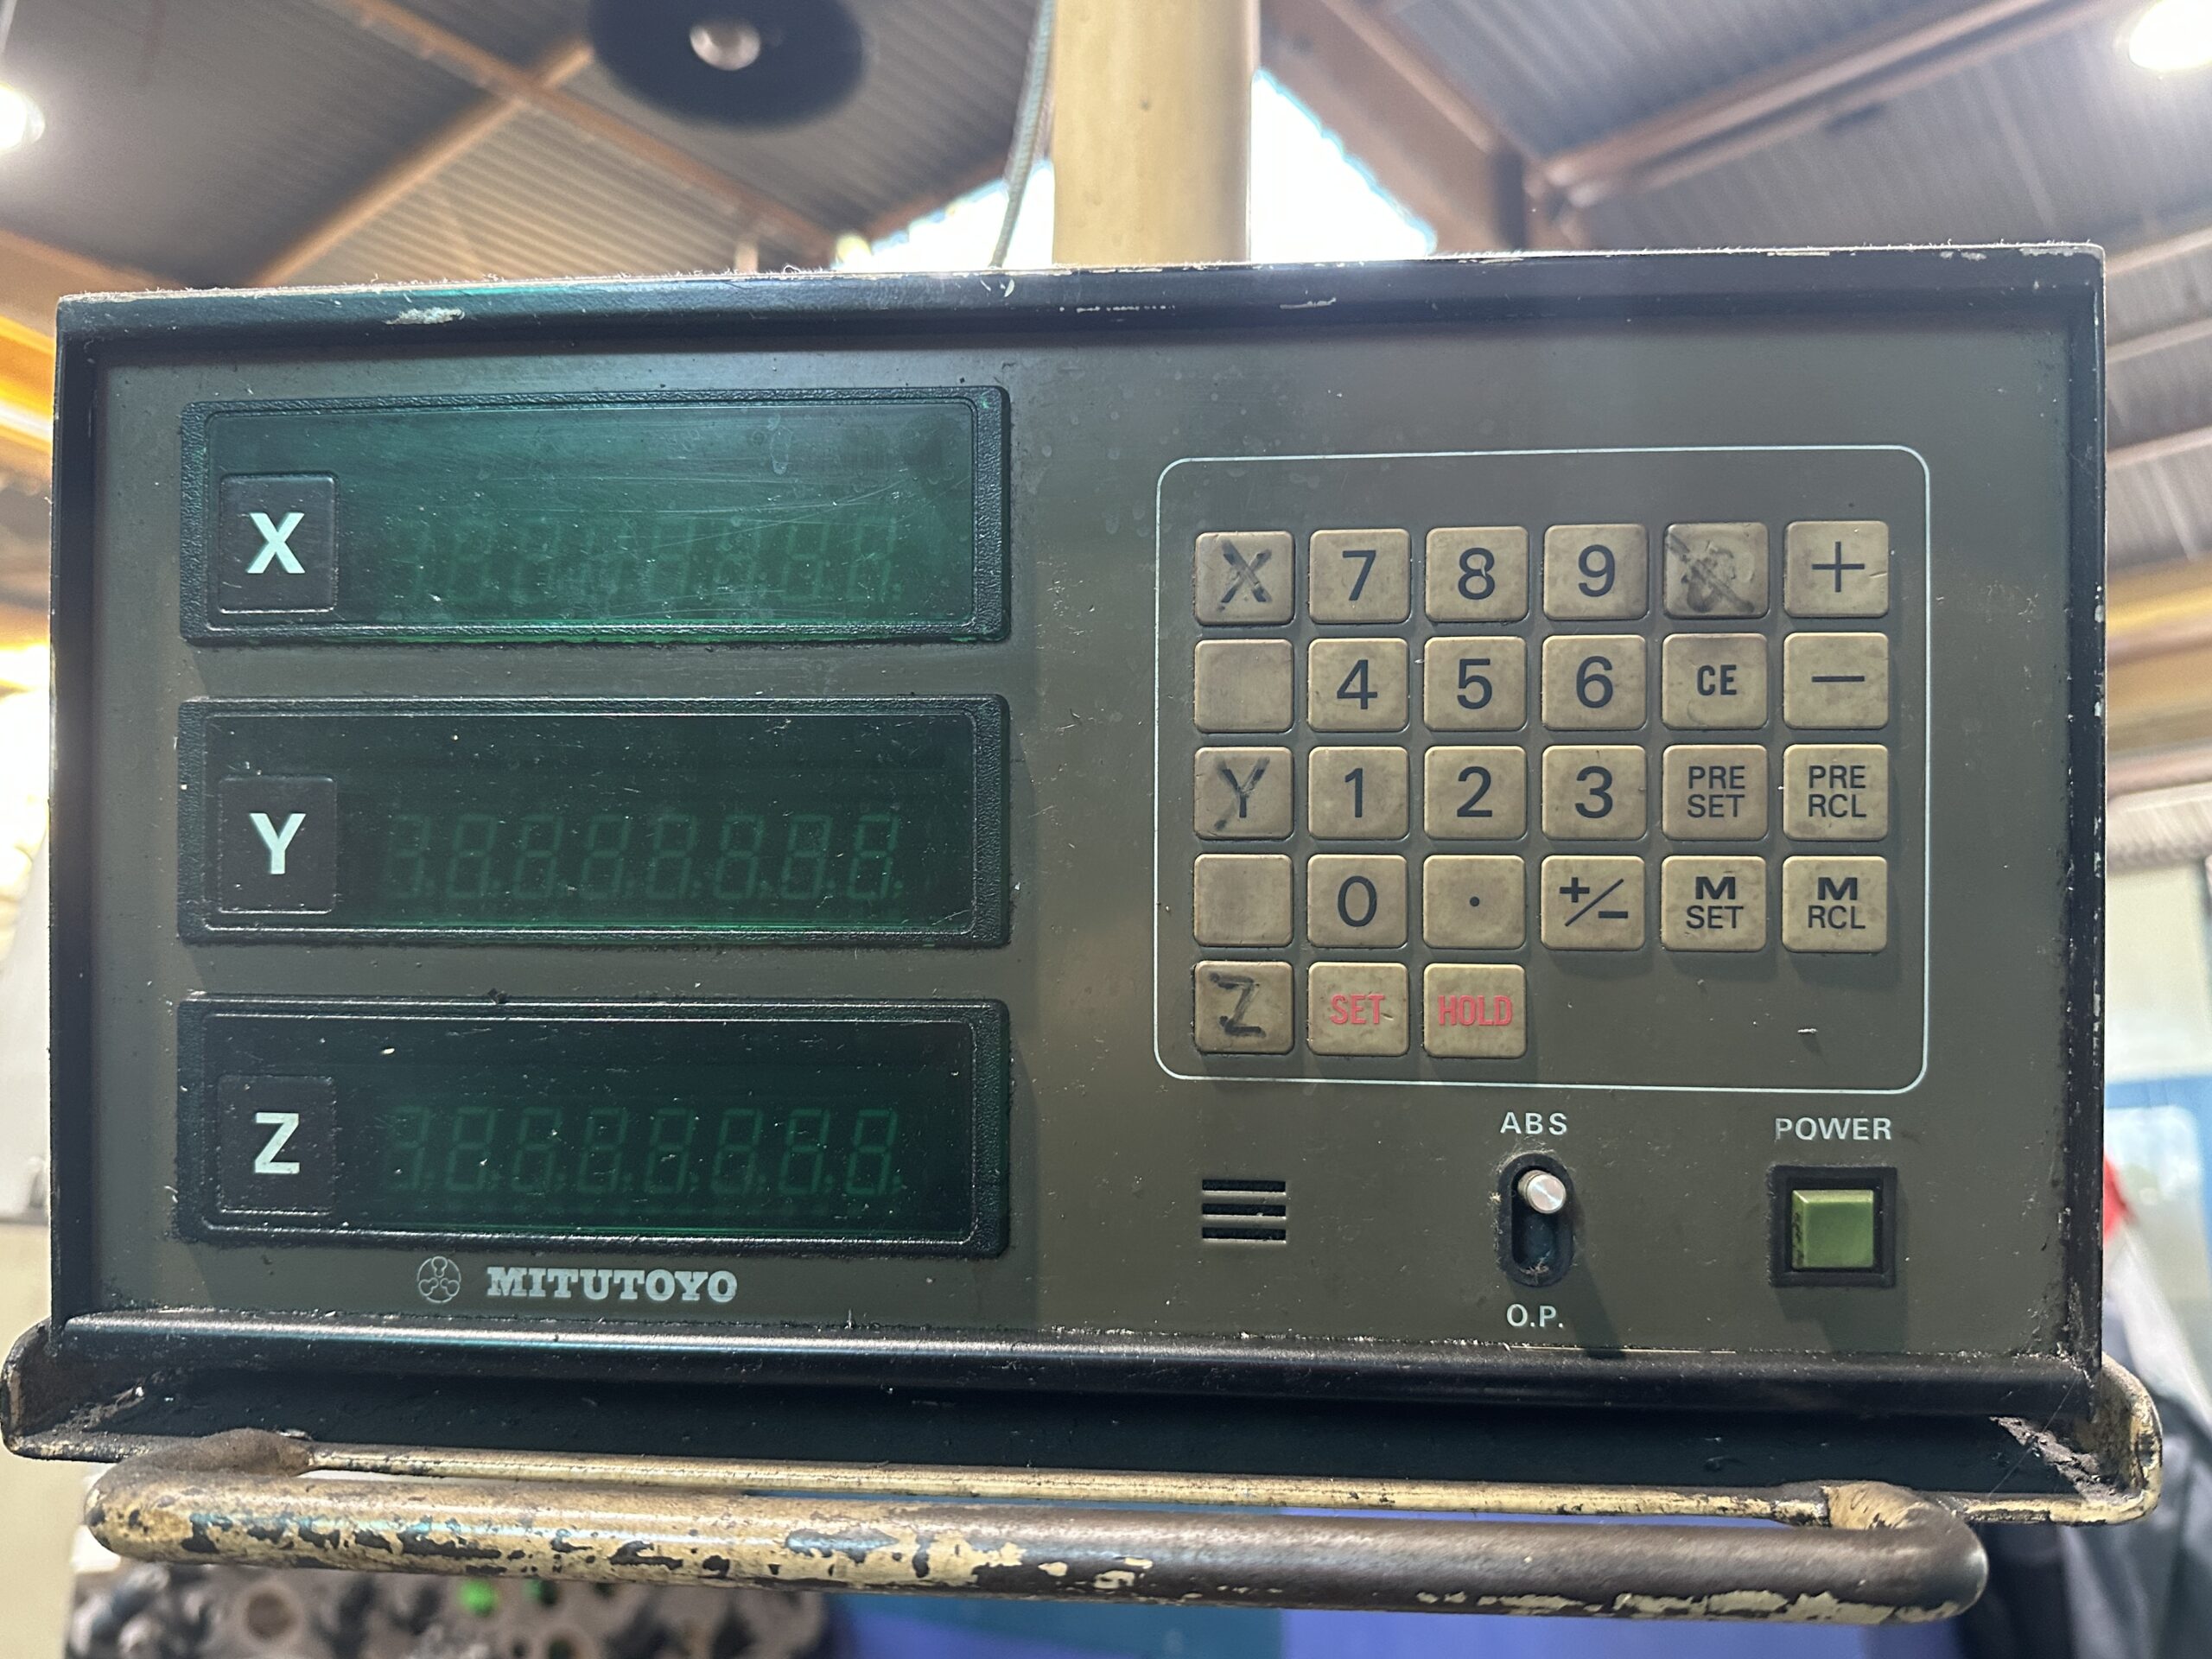 X
Y
Z
MITUTOYO
X 7 8 9 +
4 5 6 CE −
Y 1 2 3 PRE SET PRE RCL
0 . +/− M SET M RCL
Z SET HOLD
ABS
O.P.
POWER